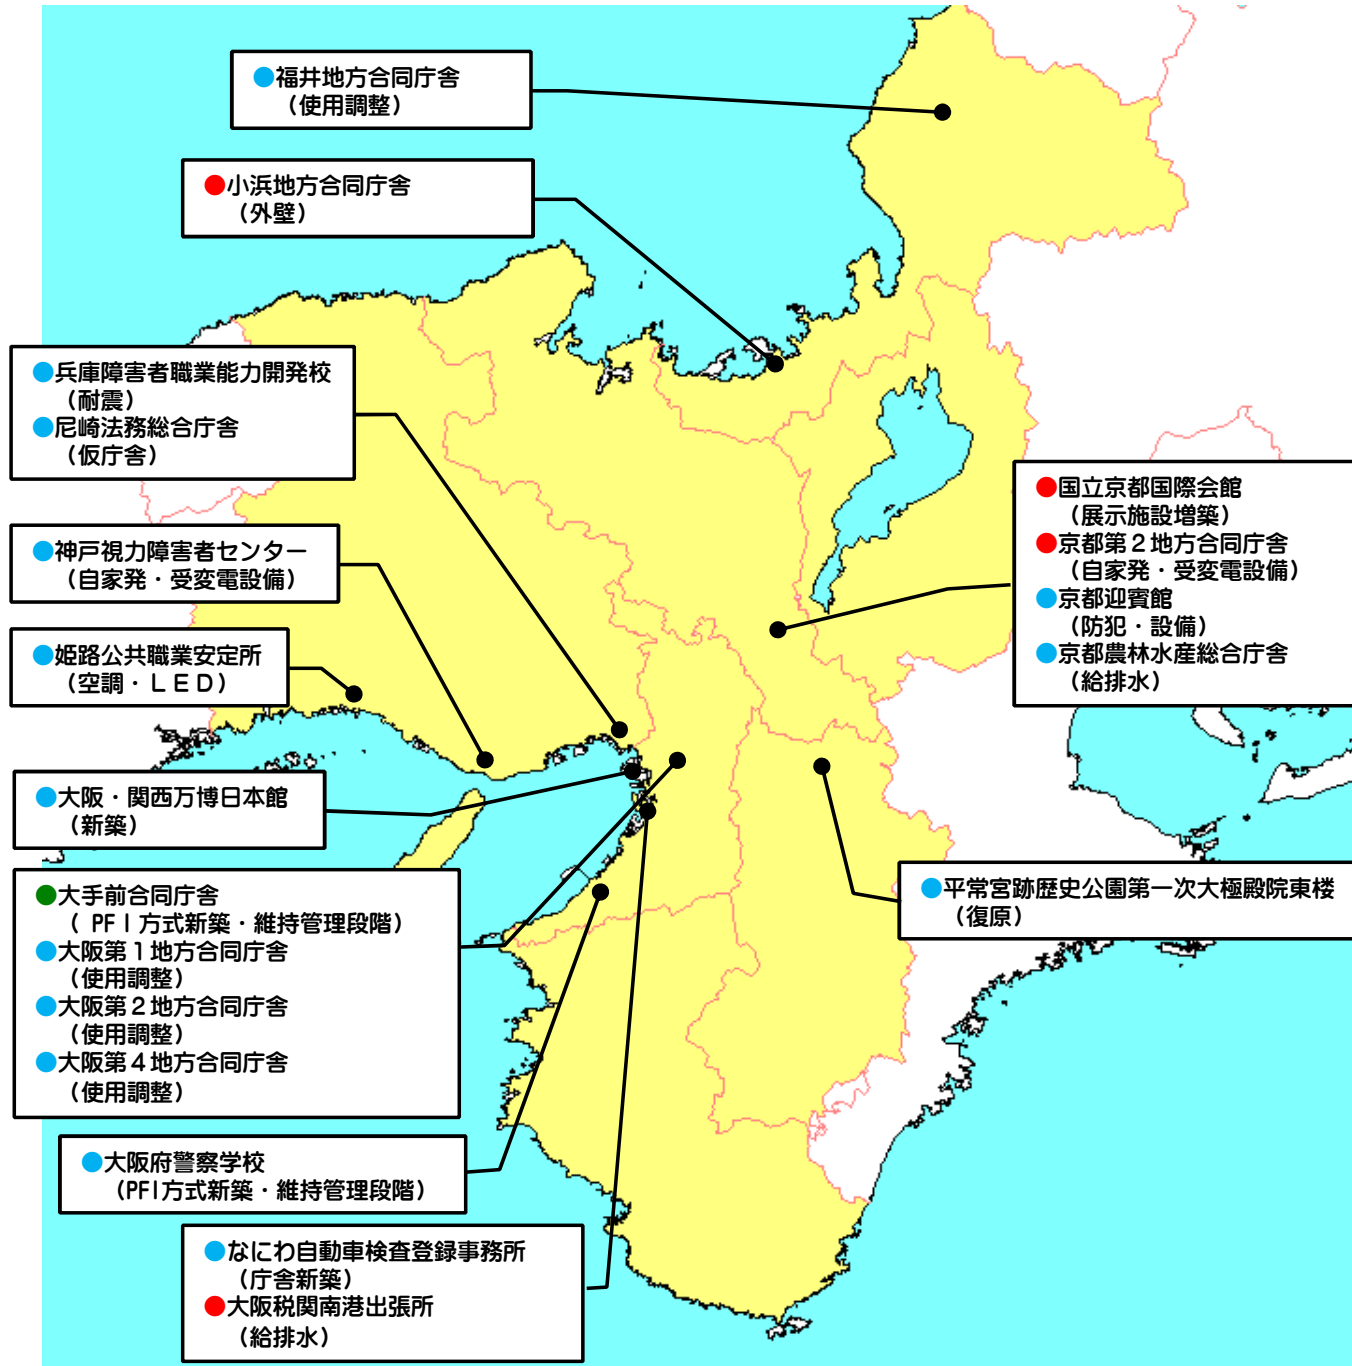 ●福井地方合同庁舎
（使用調整）
●小浜地方合同庁舎
（外壁）
●兵庫障害者職業能力開発校
（耐震）
●尼崎法務総合庁舎
（仮庁舎）
●国立京都国際会館
（展示施設増築）
●京都第２地方合同庁舎
（自家発・受変電設備）
●京都迎賓館
（防犯・設備）
●京都農林水産総合庁舎
（給排水）
●神戸視力障害者センター
（自家発・受変電設備）
●姫路公共職業安定所
（空調・ＬＥＤ）
●大阪・関西万博日本館
（新築）
●大手前合同庁舎
（ PFI方式新築・維持管理段階）
●大阪第１地方合同庁舎
（使用調整）
●大阪第２地方合同庁舎
（使用調整）
●大阪第４地方合同庁舎
（使用調整）
●平常宮跡歴史公園第一次大極殿院東楼
（復原）
●大阪府警察学校
（PFI方式新築・維持管理段階）
●なにわ自動車検査登録事務所
（庁舎新築）
●大阪税関南港出張所
（給排水）